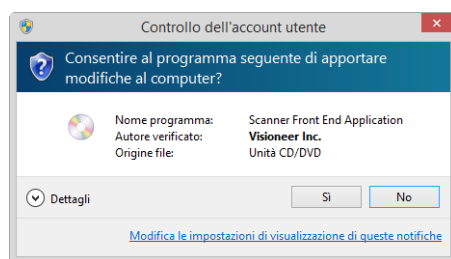 Controllo dell'account utente
Consentire al programma seguente di apportare
modifiche al computer?
Nome programma: Scanner Front End Application
Autore verificato: Visioneer Inc.
Origine file: Unità CD/DVD
Dettagli Sì No
Modifica le impostazioni di visualizzazione di queste notifiche